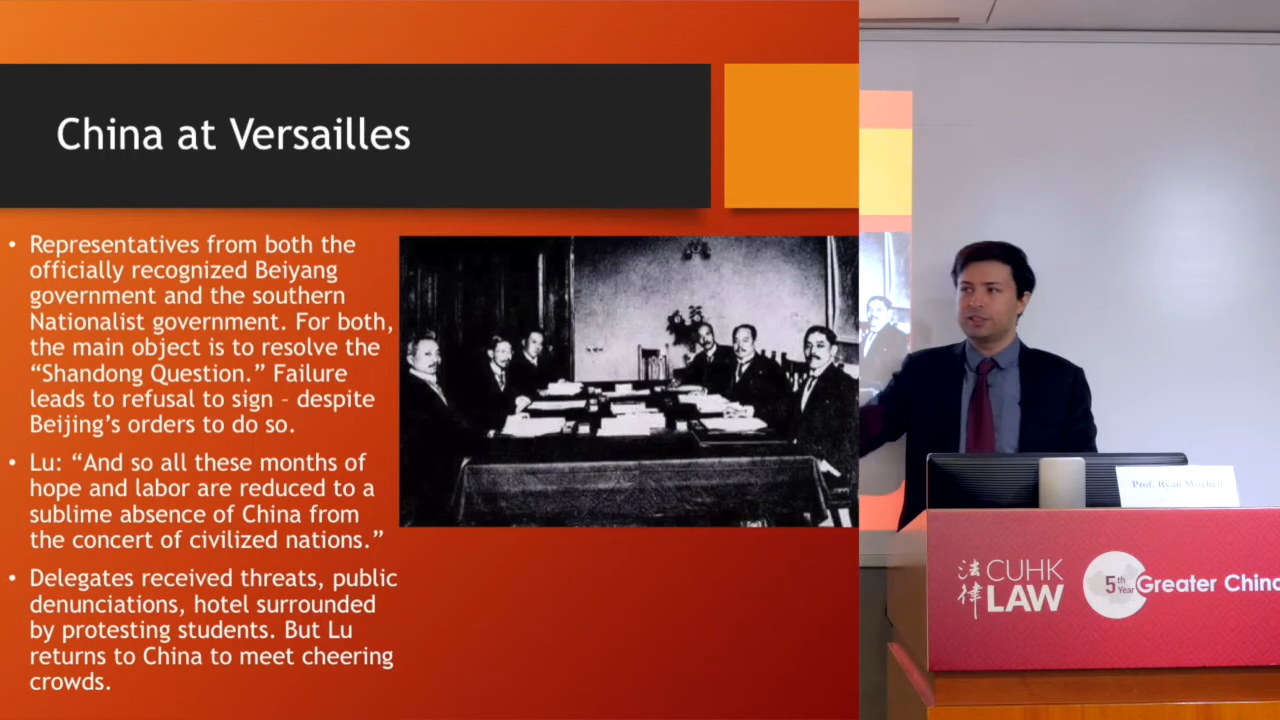 China at Versailles
• Representatives from both the
officially recognized Beiyang
government and the southern
Nationalist government. For both,
the main object is to resolve the
“Shandong Question.” Failure
leads to refusal to sign – despite
Beijing’s orders to do so.
• Lu: “And so all these months of
hope and labor are reduced to a
sublime absence of China from
the concert of civilized nations.”
• Delegates received threats, public
denunciations, hotel surrounded
by protesting students. But Lu
returns to China to meet cheering
crowds.
Prof. Ryan Mitchell
法律
CUHK
LAW
5th
Year
Greater China